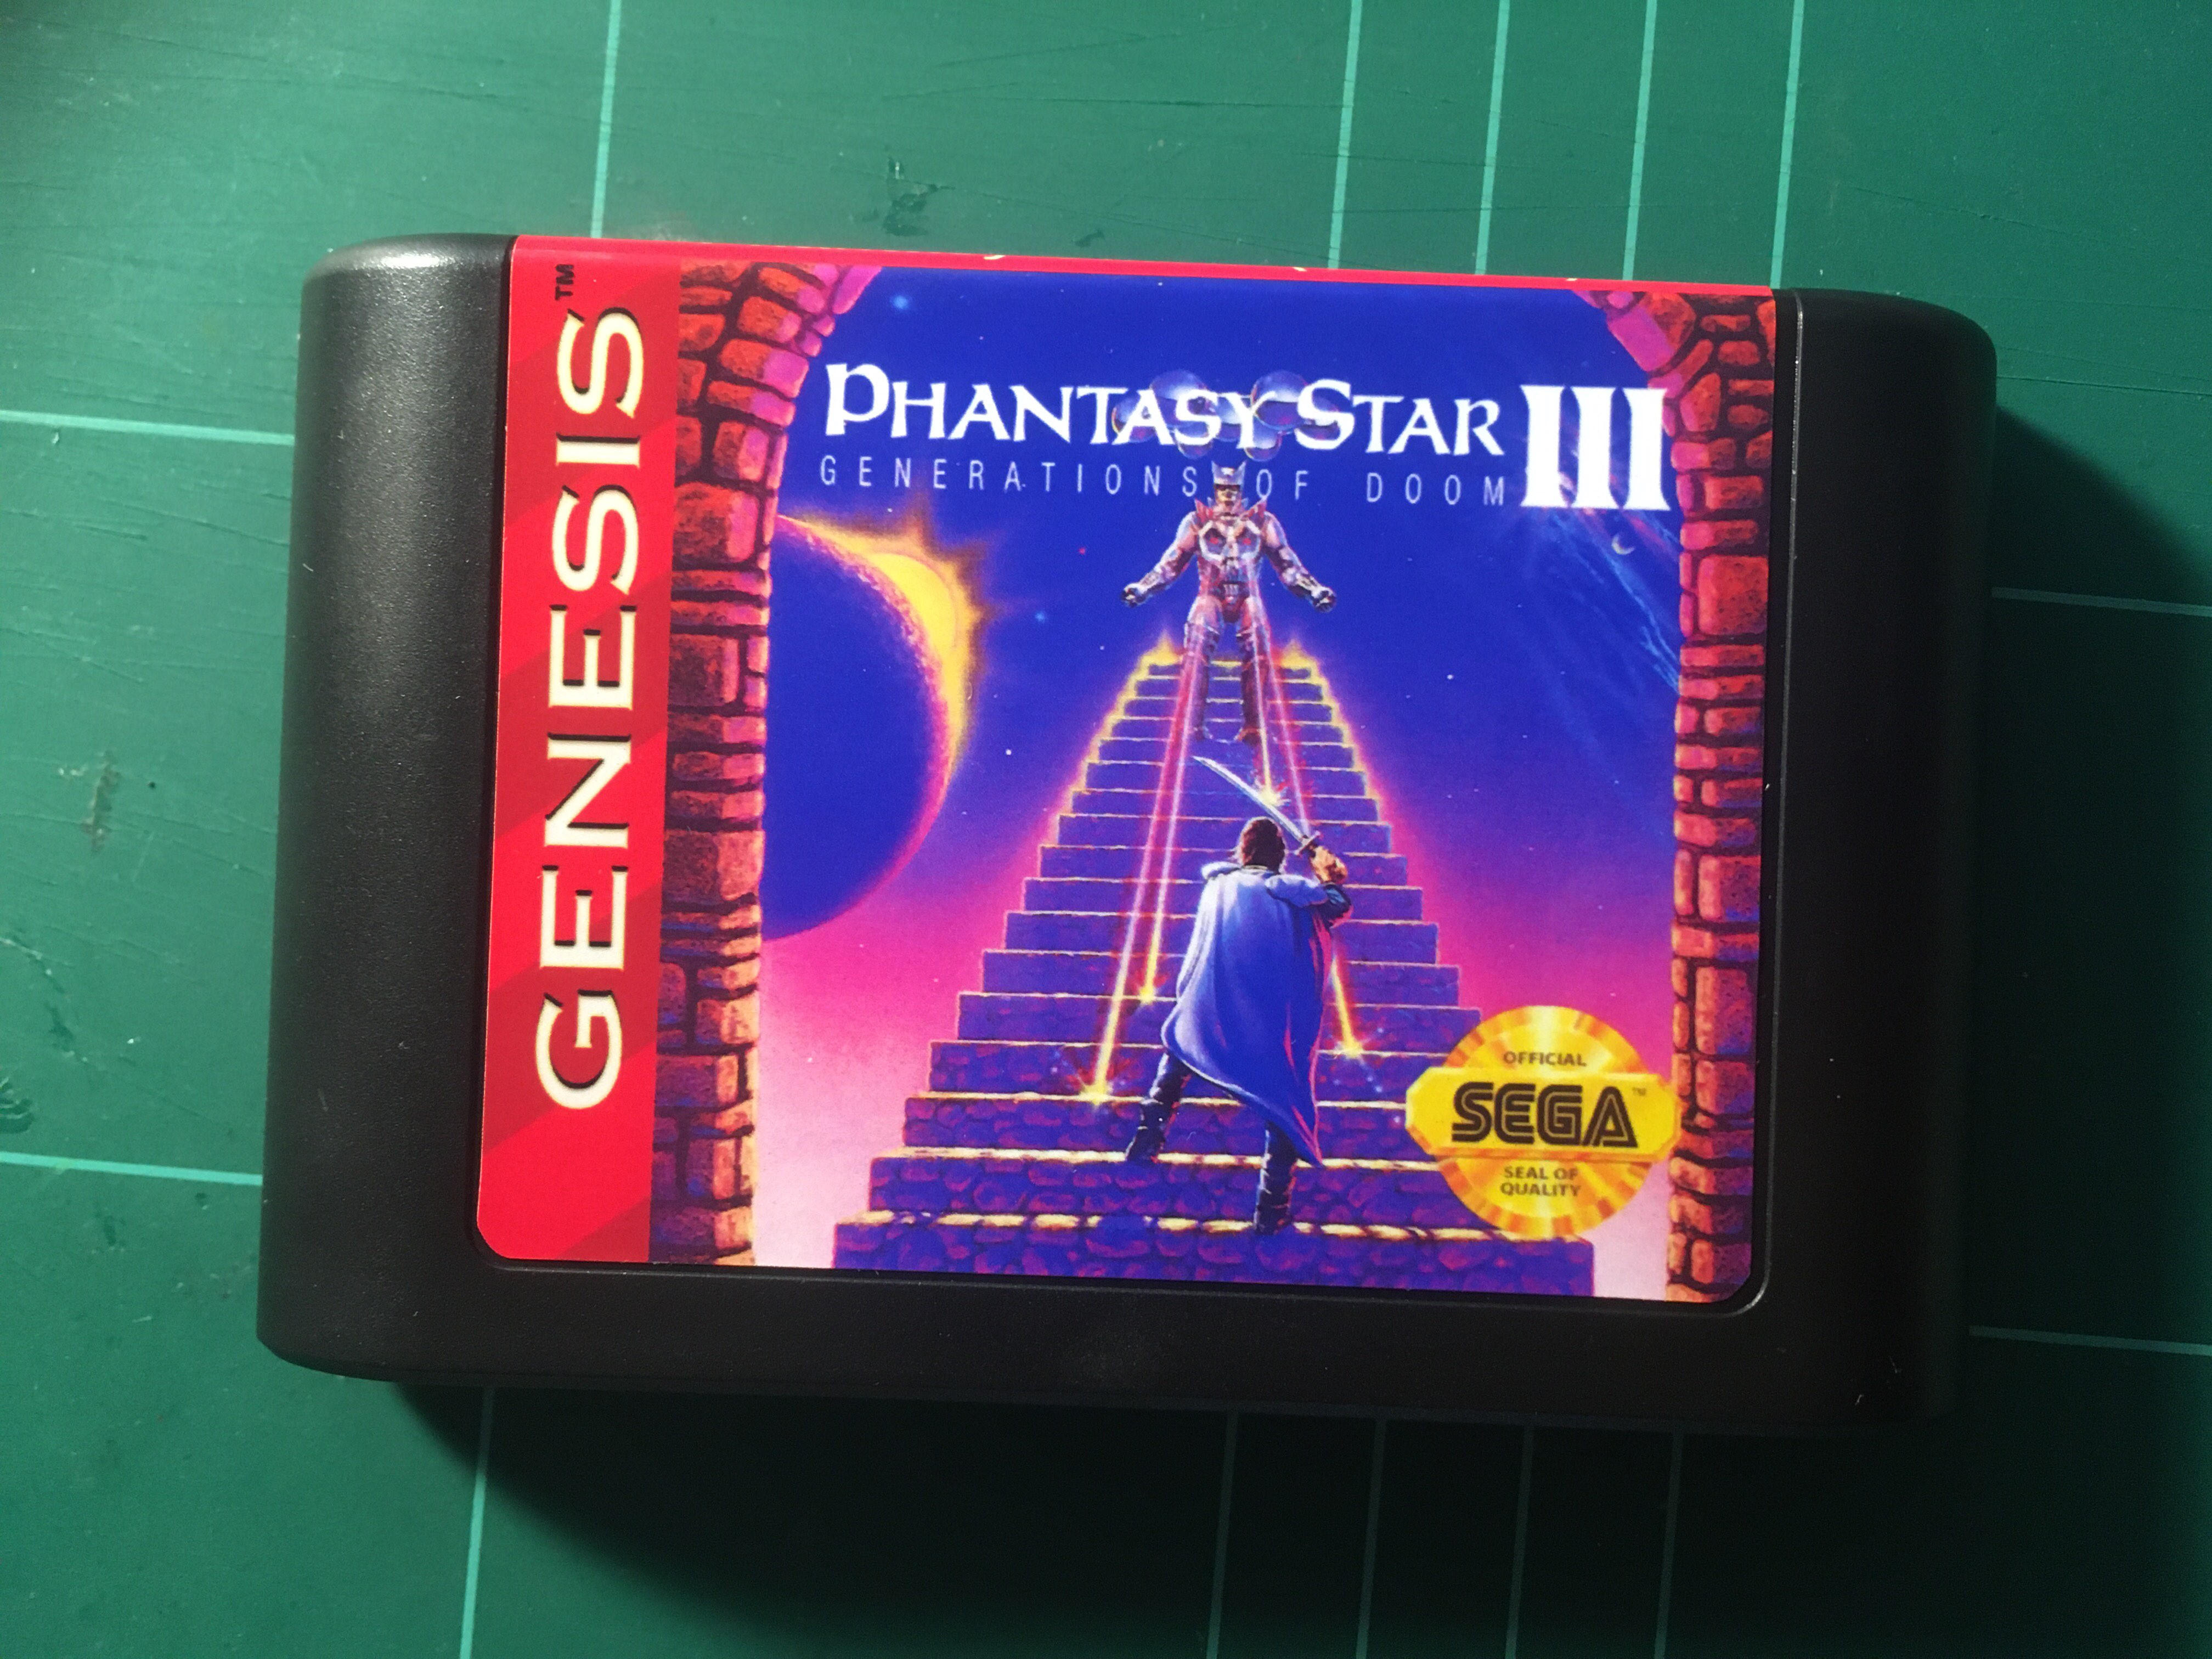 GENESIS™
PHANTASY STAR III
GENERATIONS OF DOOM
OFFICIAL
SEGA™
SEAL OF
QUALITY